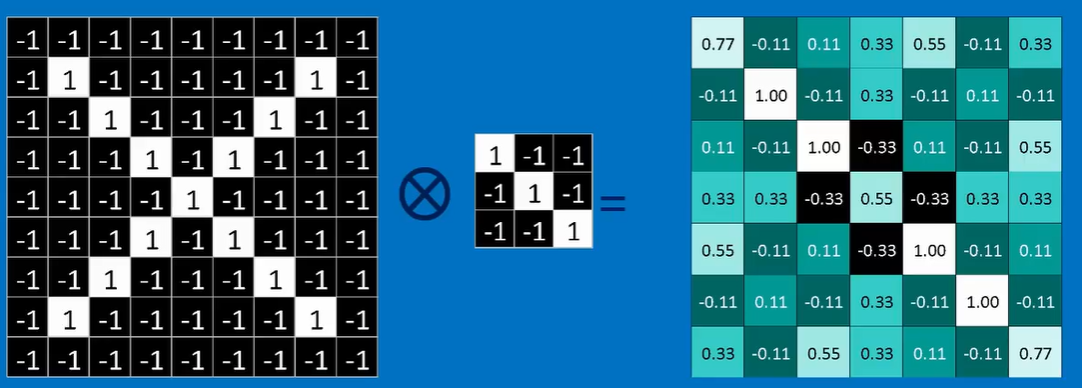 -1 -1 -1 -1 -1 -1 -1 -1 -1
-1 1 -1 -1 -1 -1 -1 1 -1
-1 -1 1 -1 -1 -1 1 -1 -1
-1 -1 -1 1 -1 1 -1 -1 -1
-1 -1 -1 -1 1 -1 -1 -1 -1
-1 -1 -1 1 -1 1 -1 -1 -1
-1 -1 1 -1 -1 -1 1 -1 -1
-1 1 -1 -1 -1 -1 -1 1 -1
-1 -1 -1 -1 -1 -1 -1 -1 -1
⊗
1 -1 -1
-1 1 -1
-1 -1 1
=
0.77 -0.11 0.11 0.33 0.55 -0.11 0.33
-0.11 1.00 -0.11 0.33 -0.11 0.11 -0.11
0.11 -0.11 1.00 -0.33 0.11 -0.11 0.55
0.33 0.33 -0.33 0.55 -0.33 0.33 0.33
0.55 -0.11 0.11 -0.33 1.00 -0.11 0.11
-0.11 0.11 -0.11 0.33 -0.11 1.00 -0.11
0.33 -0.11 0.55 0.33 0.11 -0.11 0.77